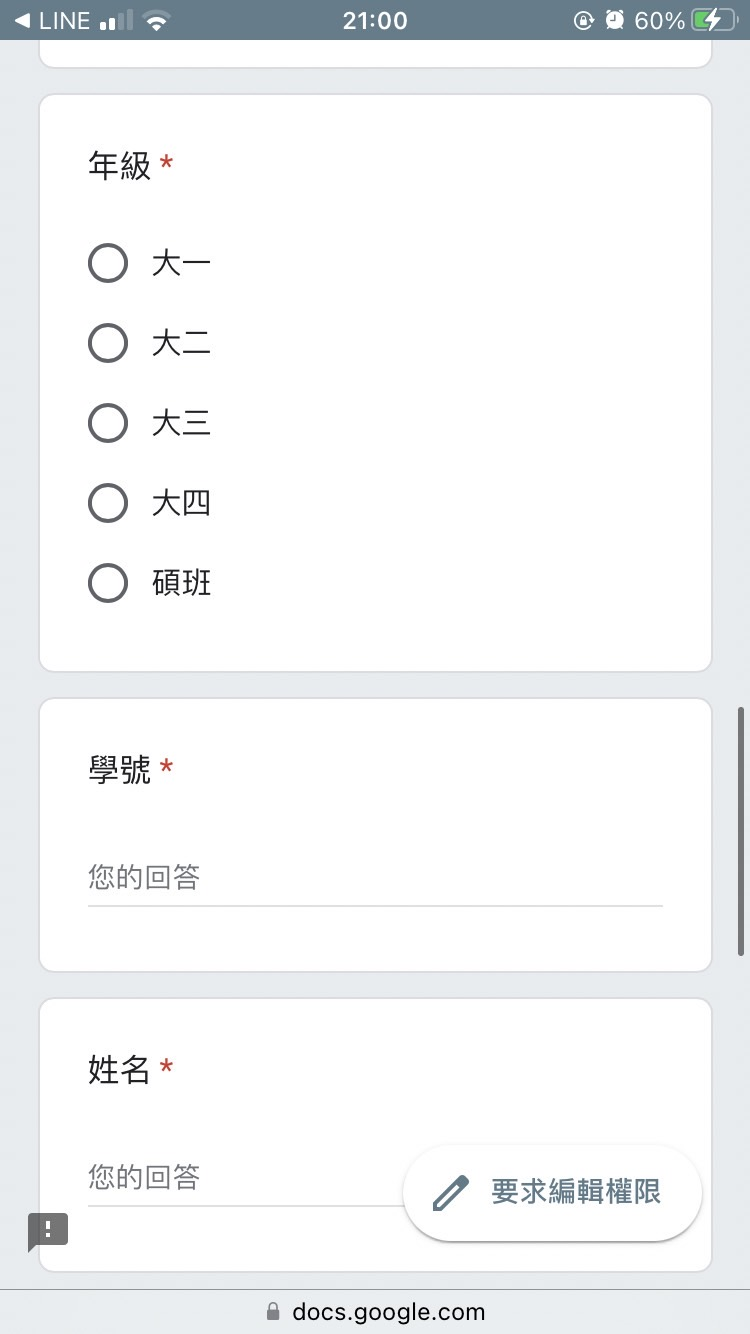 LINE 21:00 60%
年級 *
大一
大二
大三
大四
碩班
學號 *
您的回答
姓名 *
您的回答
要求編輯權限
docs.google.com